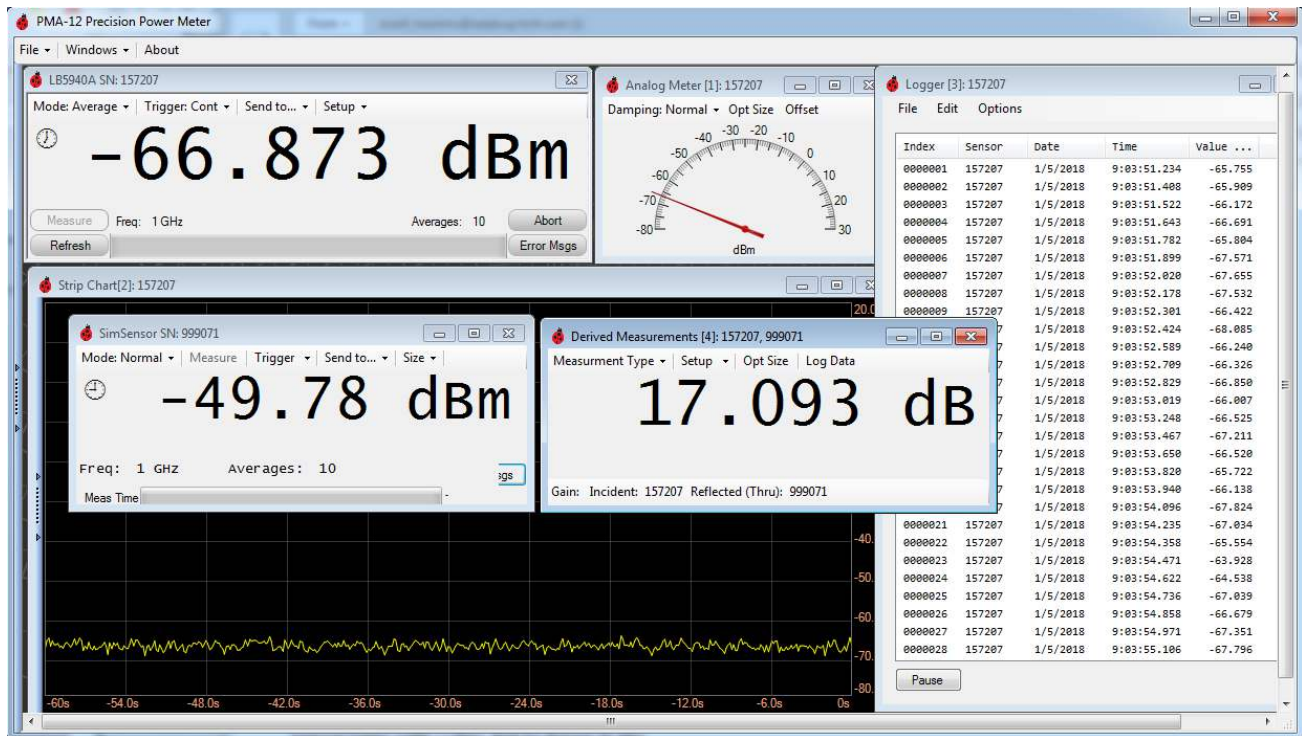 PMA-12 Precision Power Meter
File Windows About
LB5940A SN: 157207
Mode: Average Trigger: Cont Send to... Setup
-66.873 dBm
Measure Freq: 1 GHz Averages: 10 Abort
Refresh Error Msgs
Analog Meter [1]: 157207
Damping: Normal Opt Size Offset
-80 -70 -60 -50 -40 -30 -20 -10 0 10 20 30
dBm
Strip Chart[2]: 157207
20.0
SimSensor SN: 999071
Mode: Normal Measure Trigger Send to... Size
-49.78 dBm
Freq: 1 GHz Averages: 10
sgs
Meas Time -
Derived Measurements [4]: 157207, 999071
Measurment Type Setup Opt Size Log Data
17.093 dB
Gain: Incident: 157207 Reflected (Thru): 999071
-40.
-50.
-60.
-70.
-80.
-60s -54.0s -48.0s -42.0s -36.0s -30.0s -24.0s -18.0s -12.0s -6.0s 0s
Logger [3]: 157207
File Edit Options
Index Sensor Date Time Value ...
0000001 157207 1/5/2018 9:03:51.234 -65.755
0000002 157207 1/5/2018 9:03:51.408 -65.909
0000003 157207 1/5/2018 9:03:51.522 -66.172
0000004 157207 1/5/2018 9:03:51.643 -66.691
0000005 157207 1/5/2018 9:03:51.782 -65.804
0000006 157207 1/5/2018 9:03:51.899 -67.571
0000007 157207 1/5/2018 9:03:52.020 -67.655
0000008 157207 1/5/2018 9:03:52.178 -67.532
0000009 157207 1/5/2018 9:03:52.301 -66.422
7 1/5/2018 9:03:52.424 -68.085
7 1/5/2018 9:03:52.589 -66.240
7 1/5/2018 9:03:52.709 -66.326
7 1/5/2018 9:03:52.829 -66.850
7 1/5/2018 9:03:53.019 -66.007
7 1/5/2018 9:03:53.248 -66.525
7 1/5/2018 9:03:53.467 -67.211
7 1/5/2018 9:03:53.650 -66.520
7 1/5/2018 9:03:53.820 -65.722
7 1/5/2018 9:03:53.940 -66.138
7 1/5/2018 9:03:54.096 -67.824
0000021 157207 1/5/2018 9:03:54.235 -67.034
0000022 157207 1/5/2018 9:03:54.358 -65.554
0000023 157207 1/5/2018 9:03:54.471 -63.928
0000024 157207 1/5/2018 9:03:54.622 -64.538
0000025 157207 1/5/2018 9:03:54.736 -67.039
0000026 157207 1/5/2018 9:03:54.858 -66.679
0000027 157207 1/5/2018 9:03:54.971 -67.351
0000028 157207 1/5/2018 9:03:55.106 -67.796
Pause